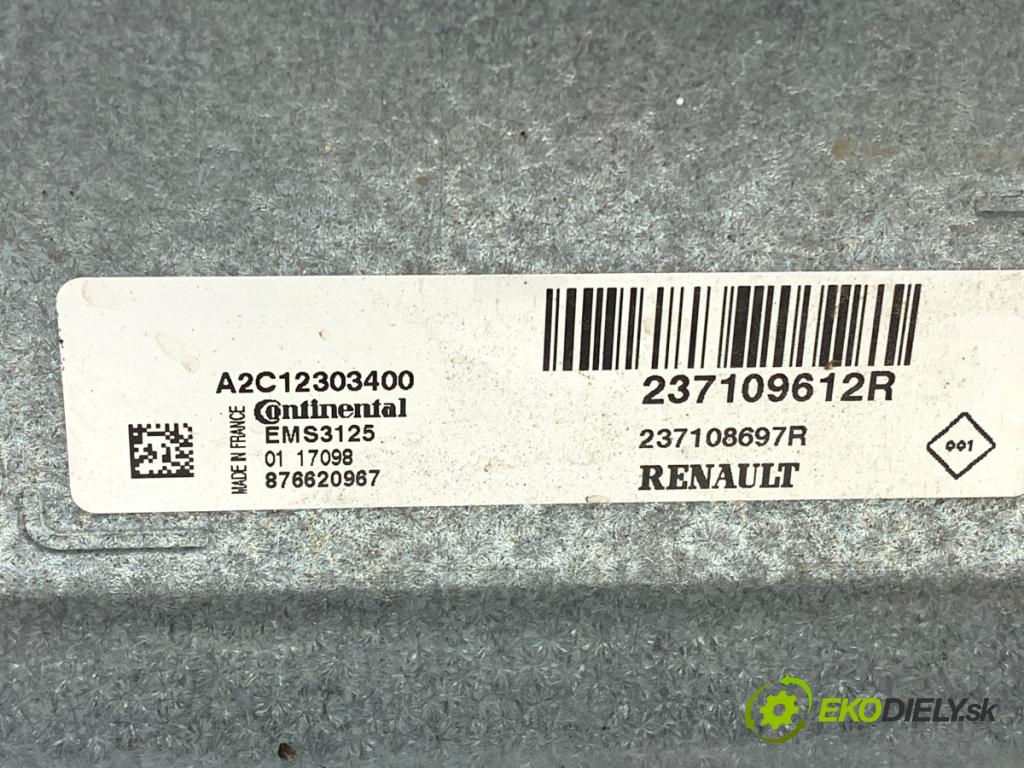 A2C12303400
Continental
EMS3125
01 17098
876620967
MADE IN FRANCE
237109612R
237108697R
RENAULT
001
EKODIELY.sk